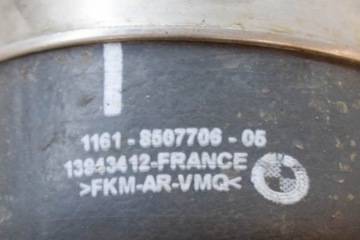 1161 - 8507706 - 05
13943412-FRANCE
>FKM-AR-VMQ<